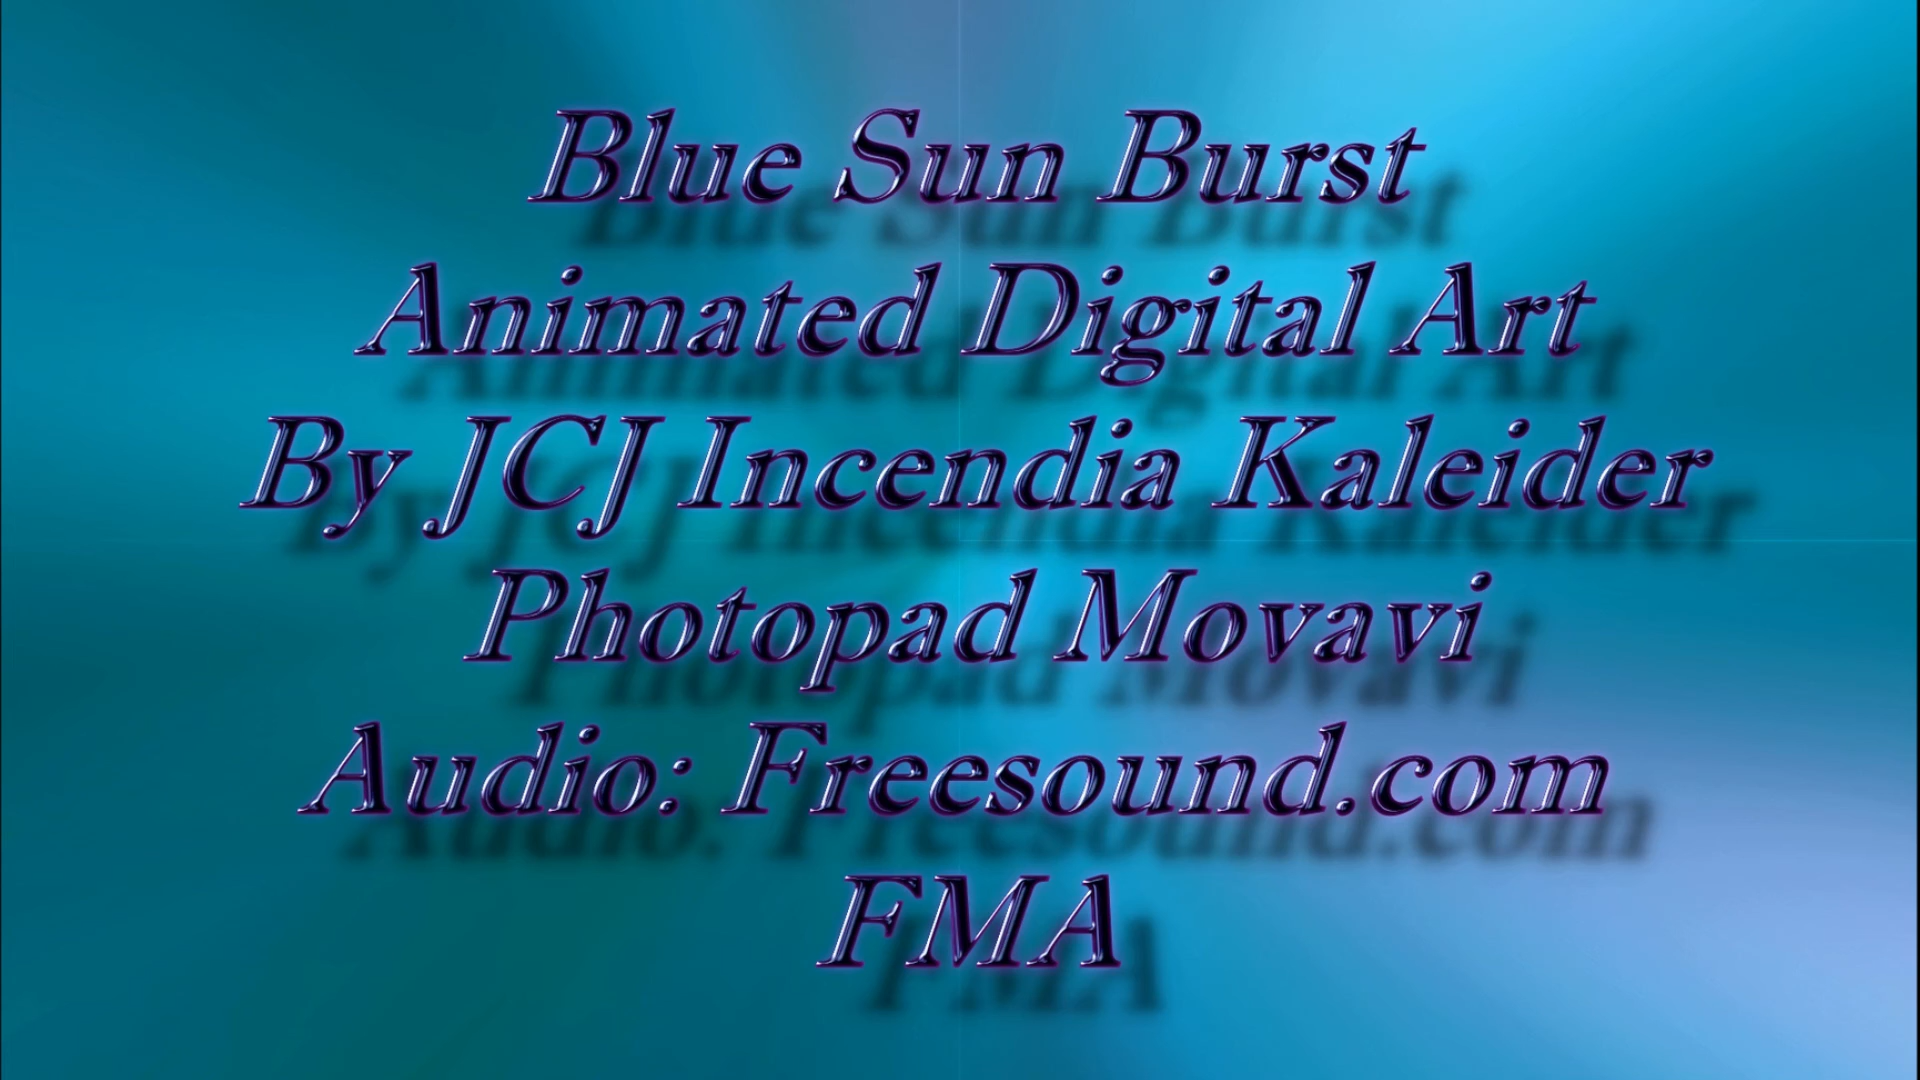 Blue Sun Burst
Animated Digital Art
By JCJ Incendia Kaleider
Photopad Movavi
Audio: Freesound.com
FMA